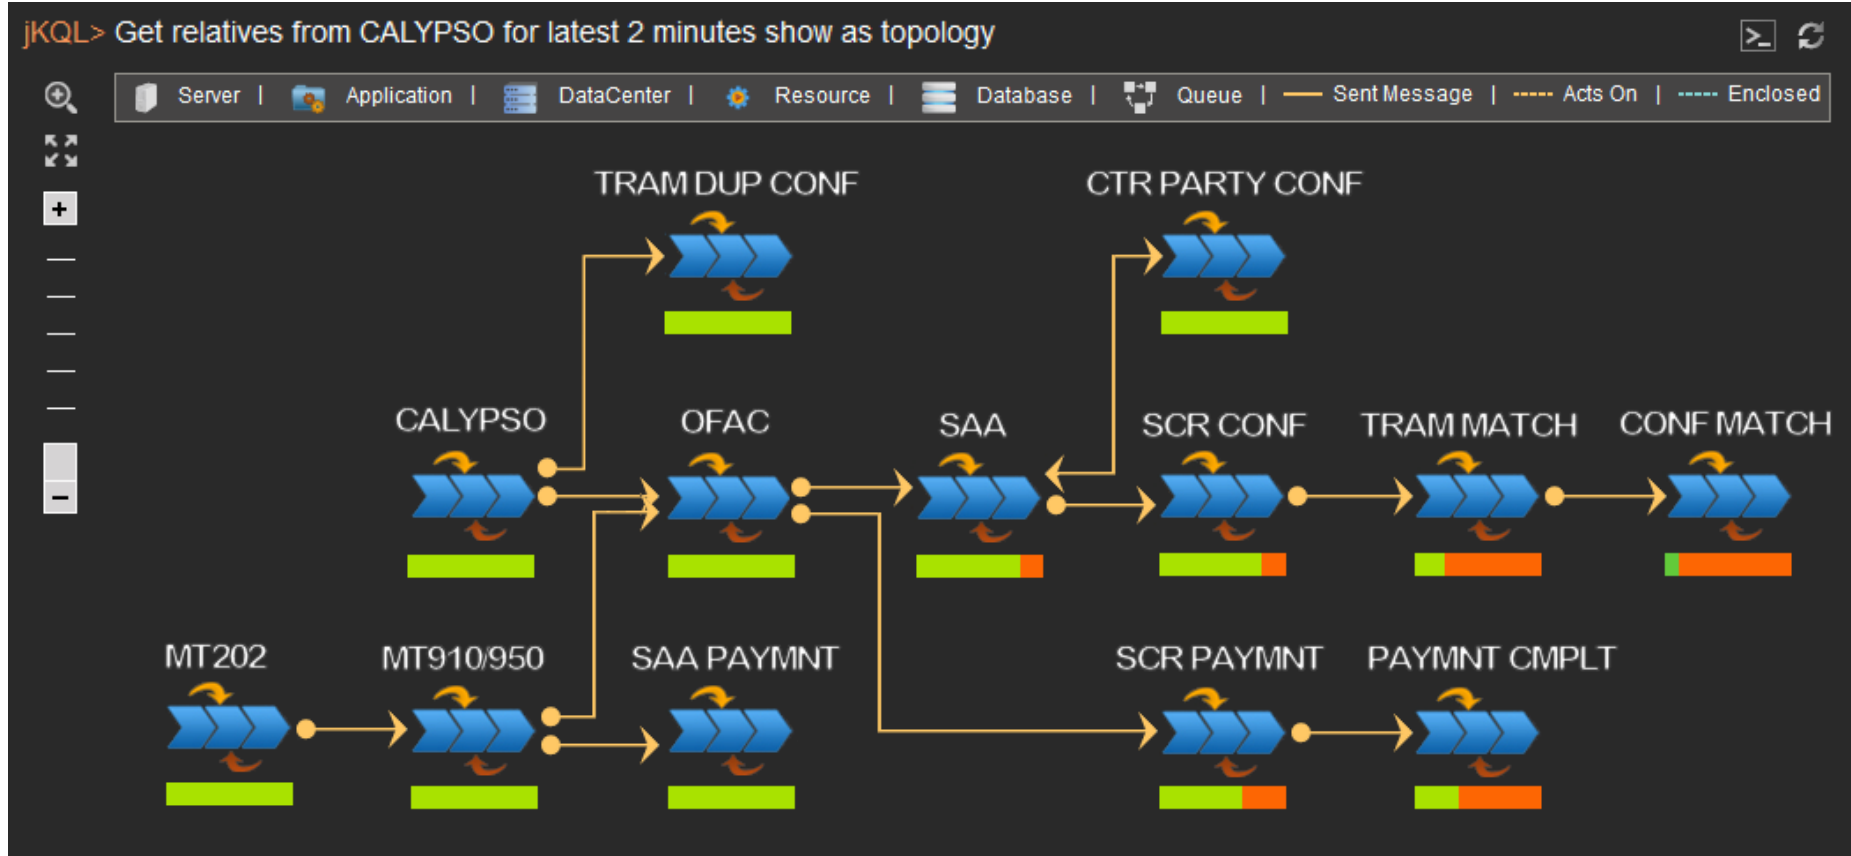 jKQL> Get relatives from CALYPSO for latest 2 minutes show as topology
Server | Application | DataCenter | Resource | Database | Queue | Sent Message | Acts On | Enclosed
TRAM DUP CONF CTR PARTY CONF
CALYPSO OFAC SAA SCR CONF TRAM MATCH CONF MATCH
MT202 MT910/950 SAA PAYMNT SCR PAYMNT PAYMNT CMPLT